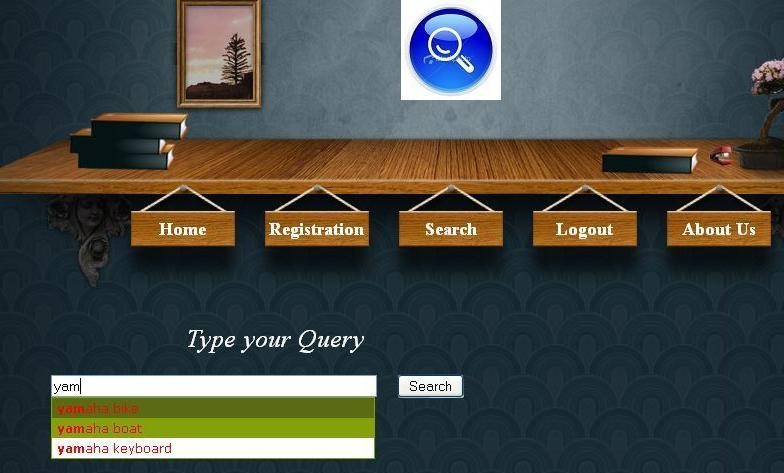 Home
Registration
Search
Logout
About Us
Type your Query
yam
Search
yamaha bike
yamaha boat
yamaha keyboard